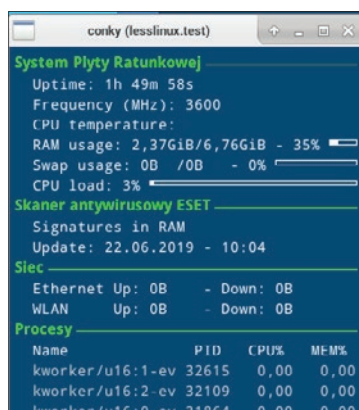 conky (lesslinux.test)
System Plyty Ratunkowej
Uptime: 1h 49m 58s
Frequency (MHz): 3600
CPU temperature:
RAM usage: 2,37GiB/6,76GiB - 35%
Swap usage: 0B /0B - 0%
CPU load: 3%
Skaner antywirusowy ESET
Signatures in RAM
Update: 22.06.2019 - 10:04
Siec
Ethernet Up: 0B - Down: 0B
WLAN Up: 0B - Down: 0B
Procesy
Name PID CPU% MEM%
kworker/u16:1-ev 32615 0,00 0,00
kworker/u16:2-ev 32109 0,00 0,00